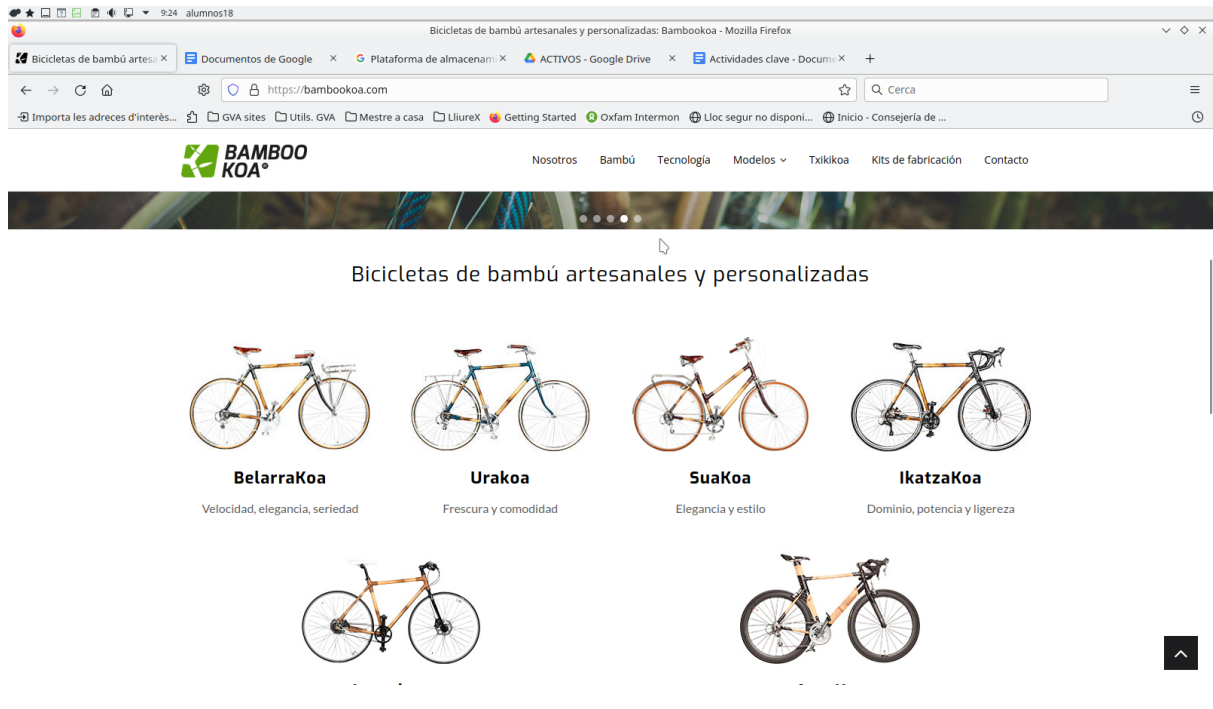 9:24 alumnos18
Bicicletas de bambú artesanales y personalizadas: Bambookoa - Mozilla Firefox
Bicicletas de bambú artesa
Documentos de Google
Plataforma de almacenami
ACTIVOS - Google Drive
Actividades clave - Docume
https://bambookoa.com
Cerca
Importa les adreces d'interès...
GVA sites
Utils. GVA
Mestre a casa
LliureX
Getting Started
Oxfam Intermon
Lloc segur no disponi...
Inicio - Consejería de ...
BAMBOO
KOA
Nosotros
Bambú
Tecnología
Modelos
Txikikoa
Kits de fabricación
Contacto
Bicicletas de bambú artesanales y personalizadas
BelarraKoa
Urakoa
SuaKoa
IkatzaKoa
Velocidad, elegancia, seriedad
Frescura y comodidad
Elegancia y estilo
Dominio, potencia y ligereza